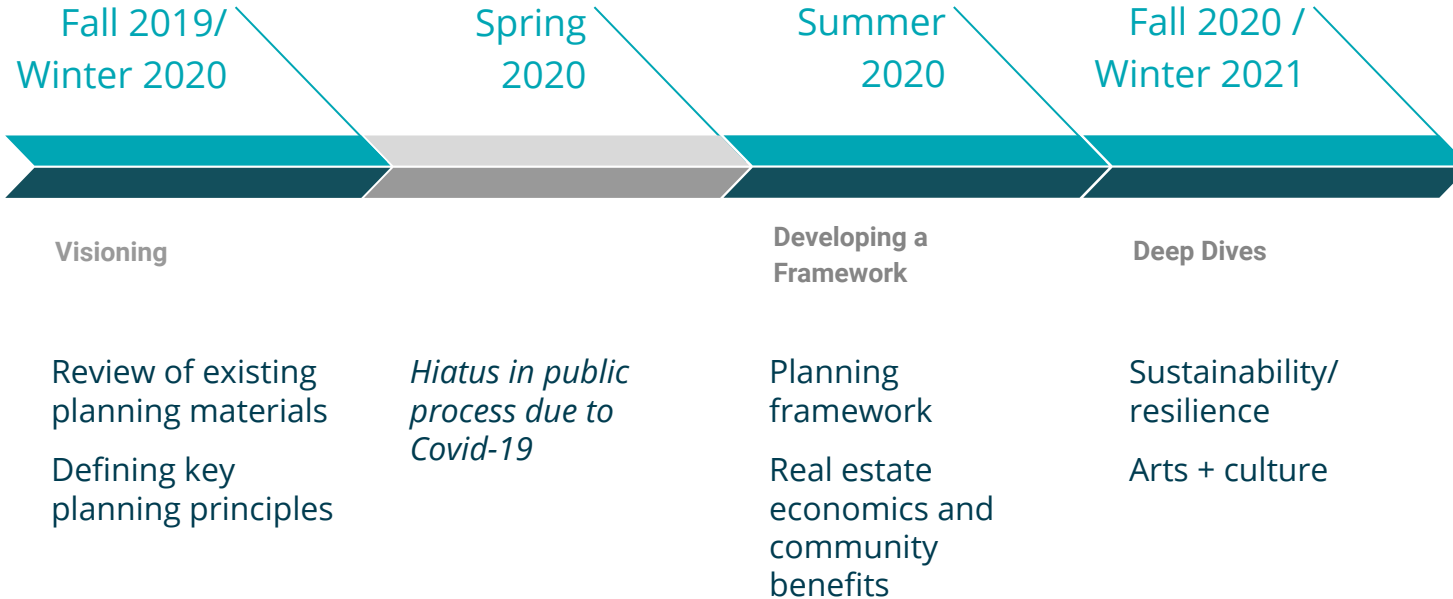 Fall 2019/
Winter 2020
Spring
2020
Summer
2020
Fall 2020 /
Winter 2021
Visioning
Developing a
Framework
Deep Dives
Review of existing
planning materials
Defining key
planning principles
Hiatus in public
process due to
Covid-19
Planning
framework
Real estate
economics and
community
benefits
Sustainability/
resilience
Arts + culture